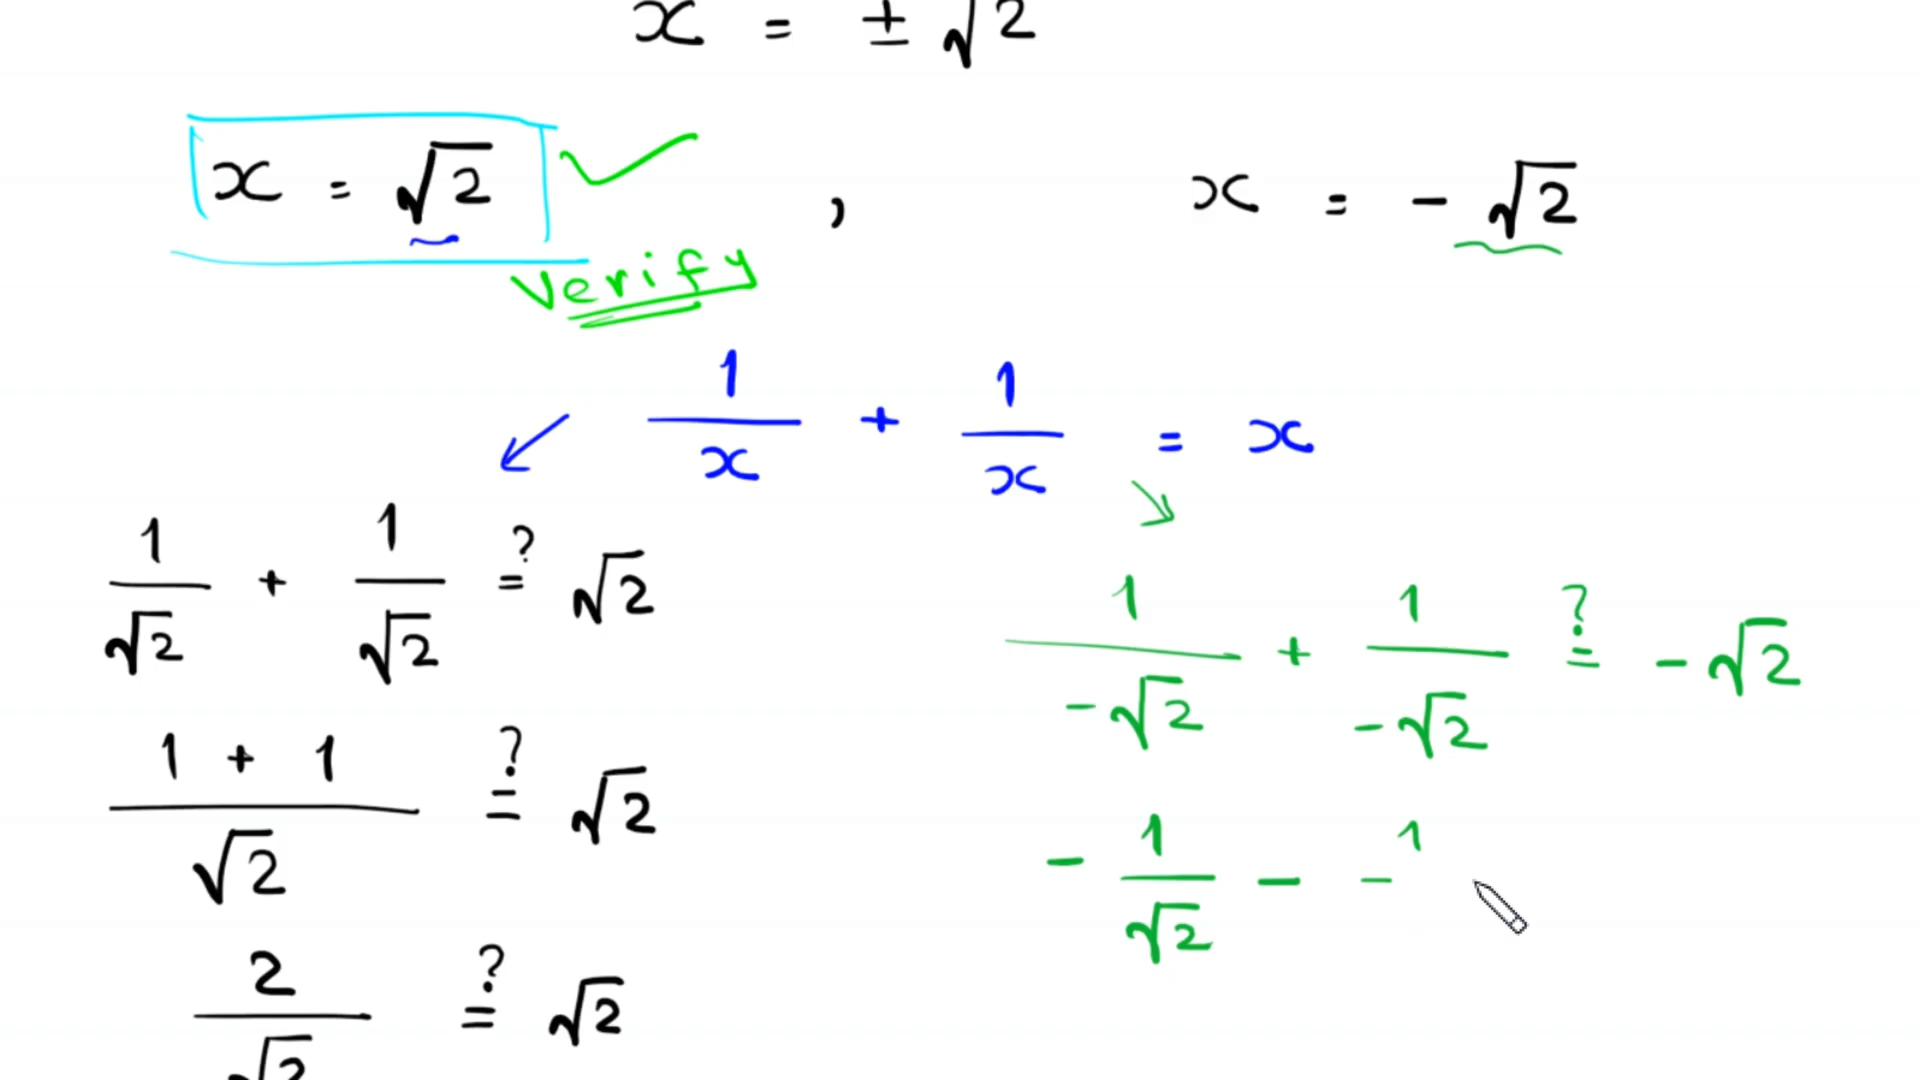 x = ± √2
x = √2 , x = - √2
verify
1/x + 1/x = x
1/√2 + 1/√2 ?= √2
1/-√2 + 1/-√2 ?= -√2
1 + 1/√2 ?= √2
- 1/√2 - 1
2/√2 ?= √2